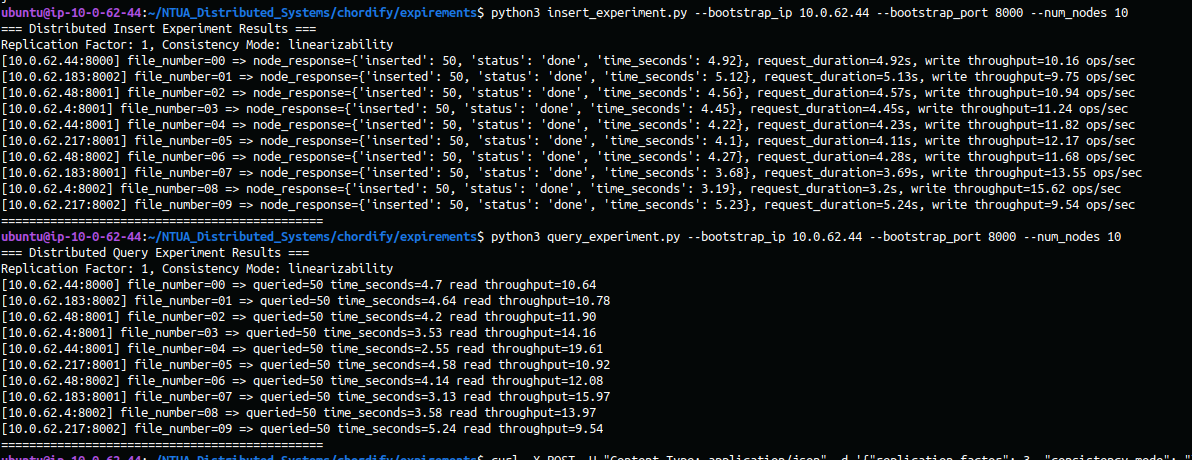 ubuntu@ip-10-0-62-44:~/NTUA_Distributed_Systems/chordify/expirements$ python3 insert_experiment.py --bootstrap_ip 10.0.62.44 --bootstrap_port 8000 --num_nodes 10
=== Distributed Insert Experiment Results ===
Replication Factor: 1, Consistency Mode: linearizability
[10.0.62.44:8000] file_number=00 => node_response={'inserted': 50, 'status': 'done', 'time_seconds': 4.92}, request_duration=4.92s, write throughput=10.16 ops/sec
[10.0.62.183:8002] file_number=01 => node_response={'inserted': 50, 'status': 'done', 'time_seconds': 5.12}, request_duration=5.13s, write throughput=9.75 ops/sec
[10.0.62.48:8001] file_number=02 => node_response={'inserted': 50, 'status': 'done', 'time_seconds': 4.56}, request_duration=4.57s, write throughput=10.94 ops/sec
[10.0.62.4:8001] file_number=03 => node_response={'inserted': 50, 'status': 'done', 'time_seconds': 4.45}, request_duration=4.45s, write throughput=11.24 ops/sec
[10.0.62.44:8001] file_number=04 => node_response={'inserted': 50, 'status': 'done', 'time_seconds': 4.22}, request_duration=4.23s, write throughput=11.82 ops/sec
[10.0.62.217:8001] file_number=05 => node_response={'inserted': 50, 'status': 'done', 'time_seconds': 4.1}, request_duration=4.11s, write throughput=12.17 ops/sec
[10.0.62.48:8002] file_number=06 => node_response={'inserted': 50, 'status': 'done', 'time_seconds': 4.27}, request_duration=4.28s, write throughput=11.68 ops/sec
[10.0.62.183:8001] file_number=07 => node_response={'inserted': 50, 'status': 'done', 'time_seconds': 3.68}, request_duration=3.69s, write throughput=13.55 ops/sec
[10.0.62.4:8002] file_number=08 => node_response={'inserted': 50, 'status': 'done', 'time_seconds': 3.19}, request_duration=3.2s, write throughput=15.62 ops/sec
[10.0.62.217:8002] file_number=09 => node_response={'inserted': 50, 'status': 'done', 'time_seconds': 5.23}, request_duration=5.24s, write throughput=9.54 ops/sec
==============================================
ubuntu@ip-10-0-62-44:~/NTUA_Distributed_Systems/chordify/expirements$ python3 query_experiment.py --bootstrap_ip 10.0.62.44 --bootstrap_port 8000 --num_nodes 10
=== Distributed Query Experiment Results ===
Replication Factor: 1, Consistency Mode: linearizability
[10.0.62.44:8000] file_number=00 => queried=50 time_seconds=4.7 read throughput=10.64
[10.0.62.183:8002] file_number=01 => queried=50 time_seconds=4.64 read throughput=10.78
[10.0.62.48:8001] file_number=02 => queried=50 time_seconds=4.2 read throughput=11.90
[10.0.62.4:8001] file_number=03 => queried=50 time_seconds=3.53 read throughput=14.16
[10.0.62.44:8001] file_number=04 => queried=50 time_seconds=2.55 read throughput=19.61
[10.0.62.217:8001] file_number=05 => queried=50 time_seconds=4.58 read throughput=10.92
[10.0.62.48:8002] file_number=06 => queried=50 time_seconds=4.14 read throughput=12.08
[10.0.62.183:8001] file_number=07 => queried=50 time_seconds=3.13 read throughput=15.97
[10.0.62.4:8002] file_number=08 => queried=50 time_seconds=3.58 read throughput=13.97
[10.0.62.217:8002] file_number=09 => queried=50 time_seconds=5.24 read throughput=9.54
==============================================
ubuntu@ip-10-0-62-44:~/NTUA_Distributed_Systems/chordify/expirements$ curl -X POST -H "Content-Type: application/json" -d '{"replication_factor": 3, "consistency_mode": "